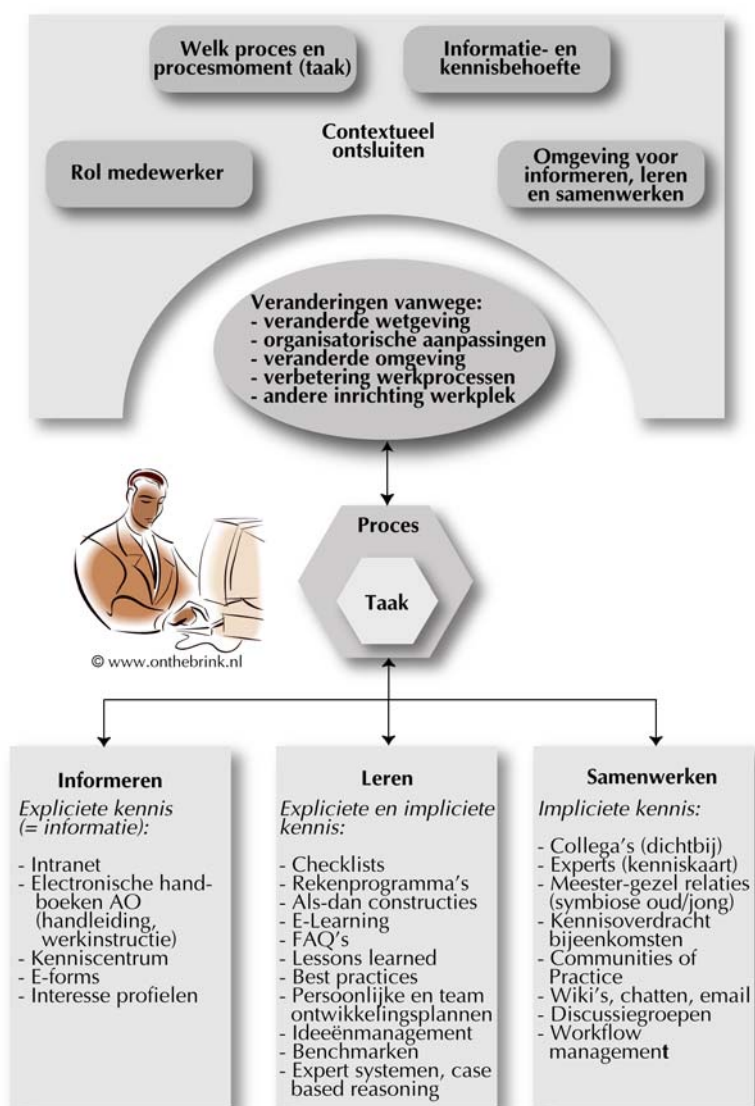 Welk proces en
procesmoment (taak)
Informatie- en
kennisbehoefte
Contextueel
ontsluiten
Rol medewerker
Omgeving voor
informeren, leren
en samenwerken
Veranderingen vanwege:
- veranderde wetgeving
- organisatorische aanpassingen
- veranderde omgeving
- verbetering werkprocessen
- andere inrichting werkplek
Proces
Taak
© www.onthebrink.nl
Informeren
Expliciete kennis
(= informatie):
- Intranet
- Electronische hand-
boeken AO
(handleiding,
werkinstructie)
- Kenniscentrum
- E-forms
- Interesse profielen
Leren
Expliciete en impliciete
kennis:
- Checklists
- Rekenprogramma's
- Als-dan constructies
- E-Learning
- FAQ's
- Lessons learned
- Best practices
- Persoonlijke en team
ontwikkelingsplannen
- Ideeënmanagement
- Benchmarken
- Expert systemen, case
based reasoning
Samenwerken
Impliciete kennis:
- Collega's (dichtbij)
- Experts (kenniskaart)
- Meester-gezel relaties
(symbiose oud/jong)
- Kennisoverdracht
bijeenkomsten
- Communities of
Practice
- Wiki's, chatten, email
- Discussiegroepen
- Workflow
management